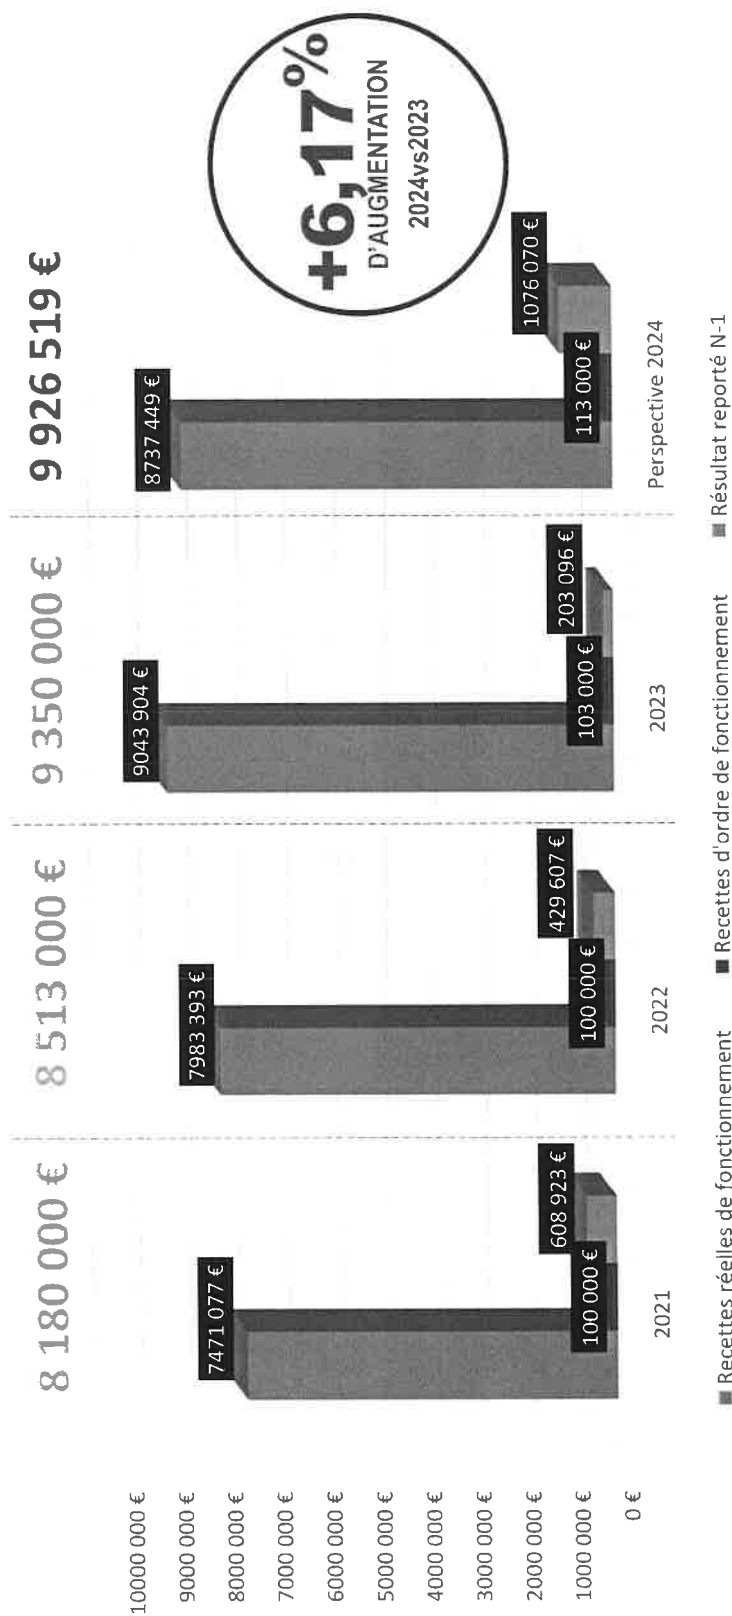 8 180 000 €
8 513 000 €
9 350 000 €
9 926 519 €
+6,17%
D'AUGMENTATION
2024vs2023
10000 000 €
9000 000 €
8000 000 €
7000 000 €
6000 000 €
5000 000 €
4000 000 €
3000 000 €
2000 000 €
1000 000 €
0 €
7471 077 €
100 000 €
608 923 €
7983 393 €
100 000 €
429 607 €
9043 904 €
103 000 €
203 096 €
8737 449 €
113 000 €
1076 070 €
2021
2022
2023
Perspective 2024
Recettes réelles de fonctionnement
Recettes d'ordre de fonctionnement
Résultat reporté N-1